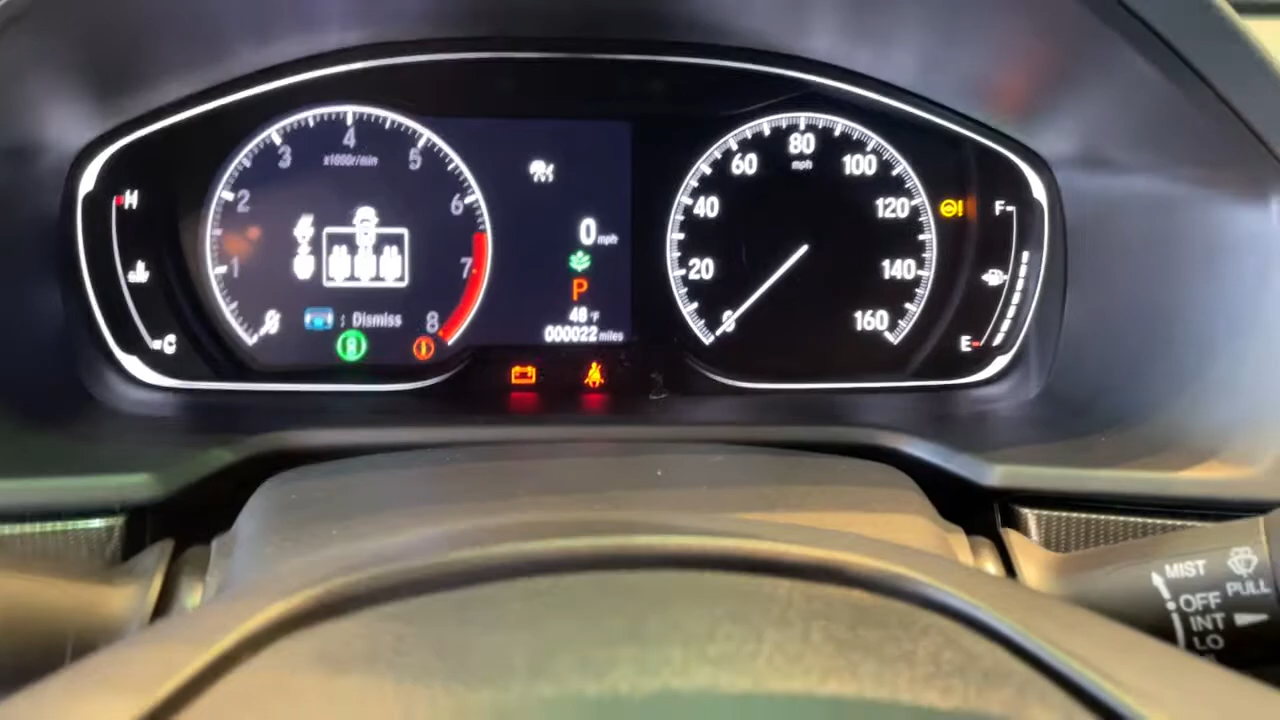 H
C
1
2
3
4
5
6
7
8
x1000r/min
: Dismiss
0 mph
P
48 °F
000022 miles
0
20
40
60
80
100
120
140
160
mph
F
E
MIST
OFF
INT
LO
PULL